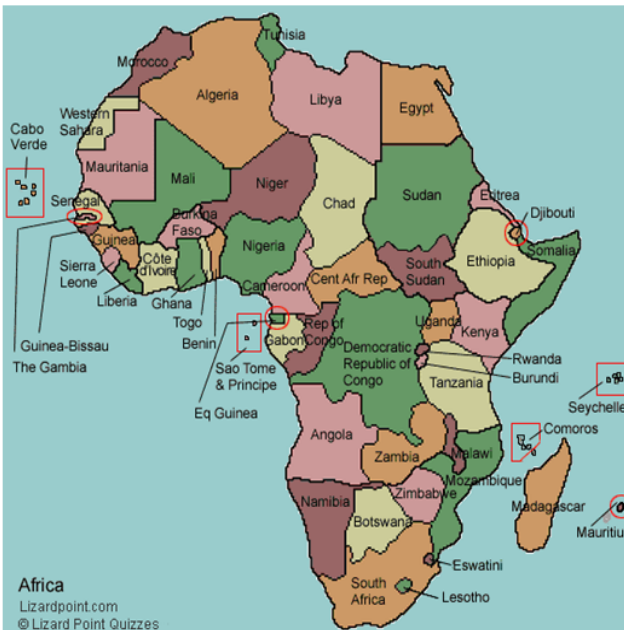 Tunisia
Morocco
Algeria
Libya
Egypt
Western
Sahara
Cabo
Verde
Mauritania
Mali
Niger
Chad
Sudan
Eritrea
Djibouti
Senegal
Burkina
Faso
Guinea
Côte
d'Ivoire
Nigeria
Somalia
Ethiopia
Sierra
Leone
Liberia
Ghana
Togo
Benin
Cameroon
Cent Afr Rep
South
Sudan
Guinea-Bissau
The Gambia
Gabon
Rep of
Congo
Uganda
Kenya
Sao Tome
& Principe
Democratic
Republic of
Congo
Rwanda
Burundi
Eq Guinea
Tanzania
Seychelle
Comoros
Angola
Zambia
Malawi
Mozambique
Zimbabwe
Namibia
Botswana
Madagascar
Mauritiu
Eswatini
South
Africa
Lesotho
Africa
Lizardpoint.com
© Lizard Point Quizzes